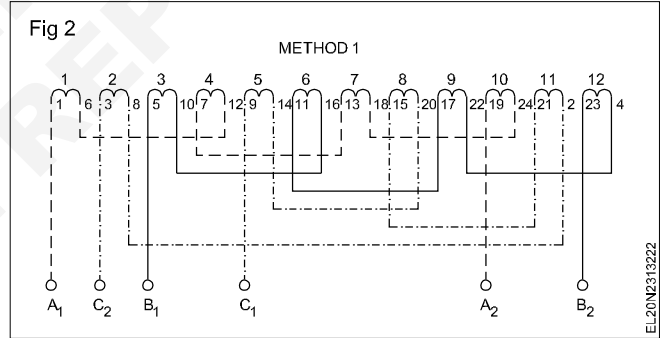 Fig 2
METHOD 1
1 2 3 4 5 6 7 8 9 10 11 12
1 6 3 8 5 10 7 12 9 14 11 16 13 18 15 20 17 22 19 24 21 2 23 4
A1 C2 B1 C1 A2 B2
EL20N2313222